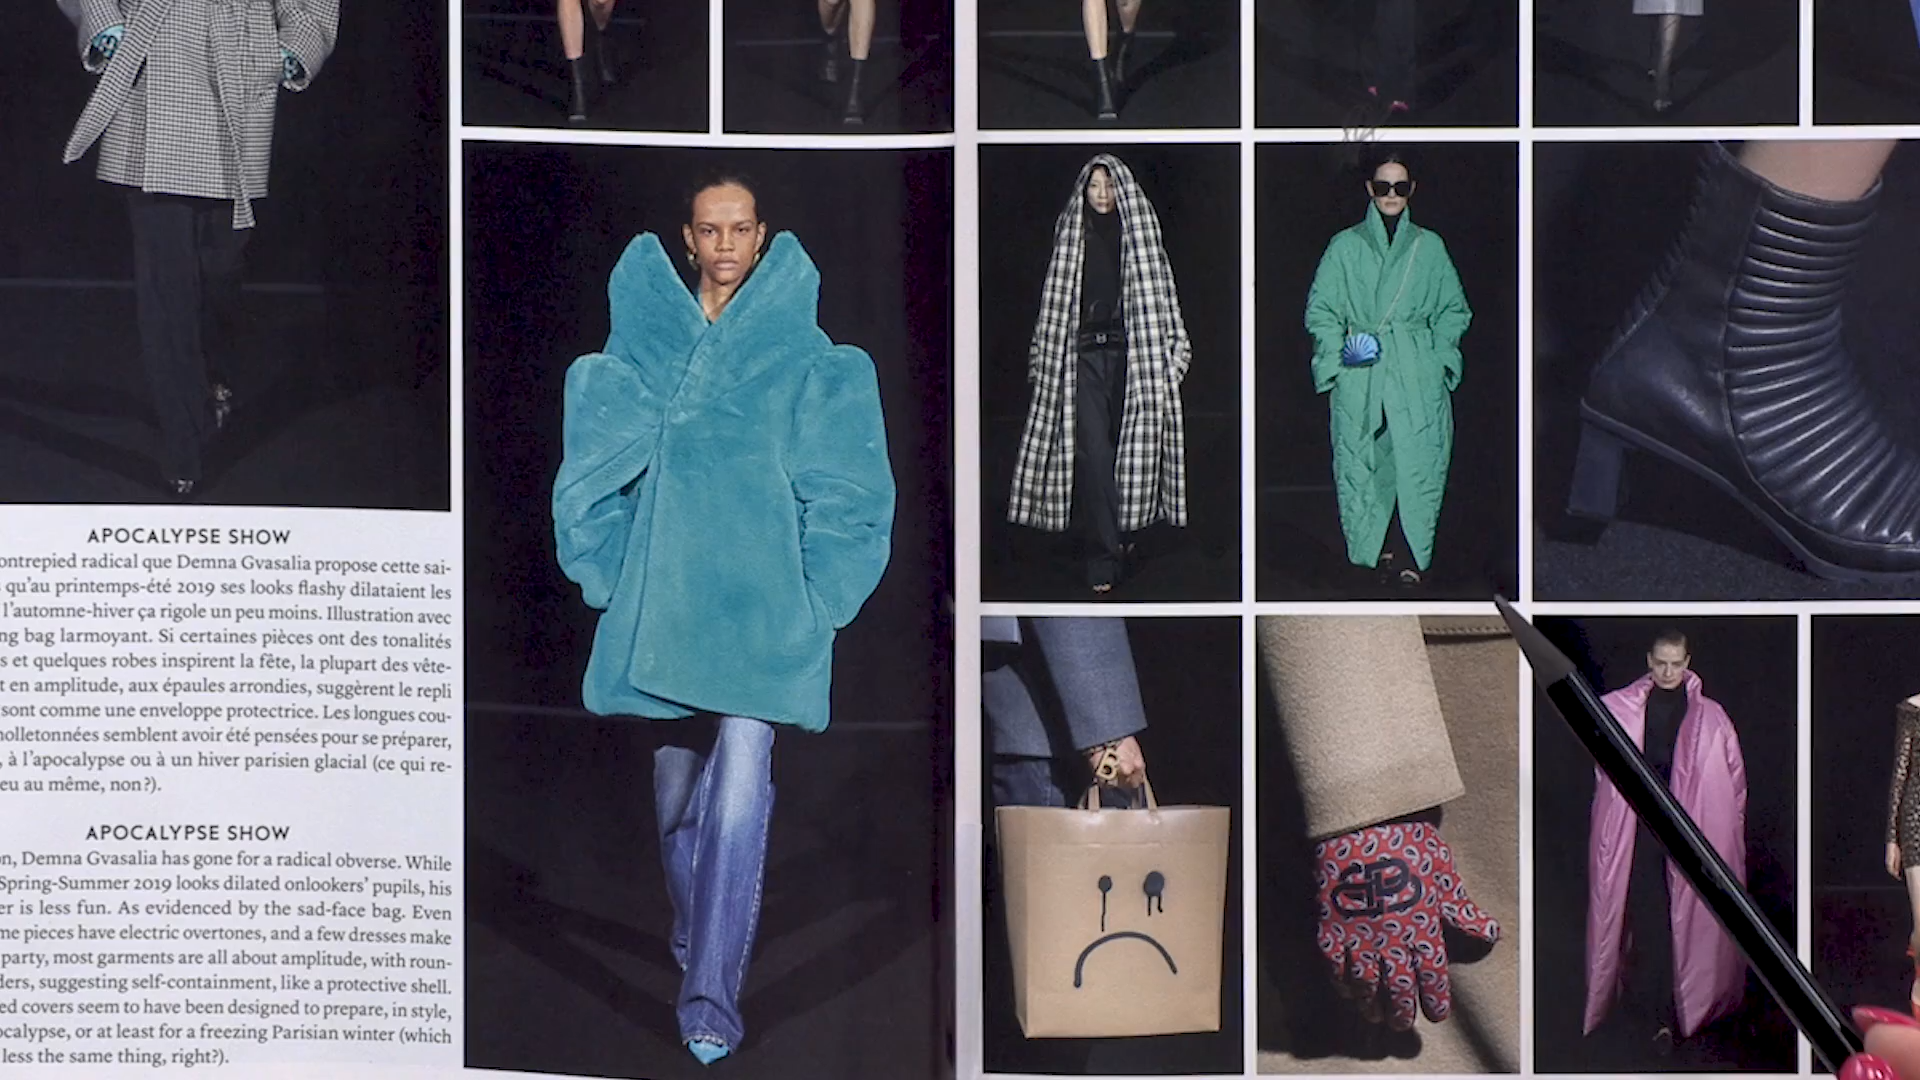 APOCALYPSE SHOW
ontrepied radical que Demna Gvasalia propose cette sai-
qu'au printemps-été 2019 ses looks flashy dilataient les
l'automne-hiver ça rigole un peu moins. Illustration avec
ng bag larmoyant. Si certaines pièces ont des tonalités
s et quelques robes inspirent la fête, la plupart des vête-
t en amplitude, aux épaules arrondies, suggèrent le repli
sont comme une enveloppe protectrice. Les longues cou-
nolletonnées semblent avoir été pensées pour se préparer,
, à l'apocalypse ou à un hiver parisien glacial (ce qui re-
eu au même, non?).
APOCALYPSE SHOW
on, Demna Gvasalia has gone for a radical obverse. While
Spring-Summer 2019 looks dilated onlookers' pupils, his
er is less fun. As evidenced by the sad-face bag. Even
me pieces have electric overtones, and a few dresses make
party, most garments are all about amplitude, with roun-
ders, suggesting self-containment, like a protective shell.
ed covers seem to have been designed to prepare, in style,
ocalypse, or at least for a freezing Parisian winter (which
less the same thing, right?).
B